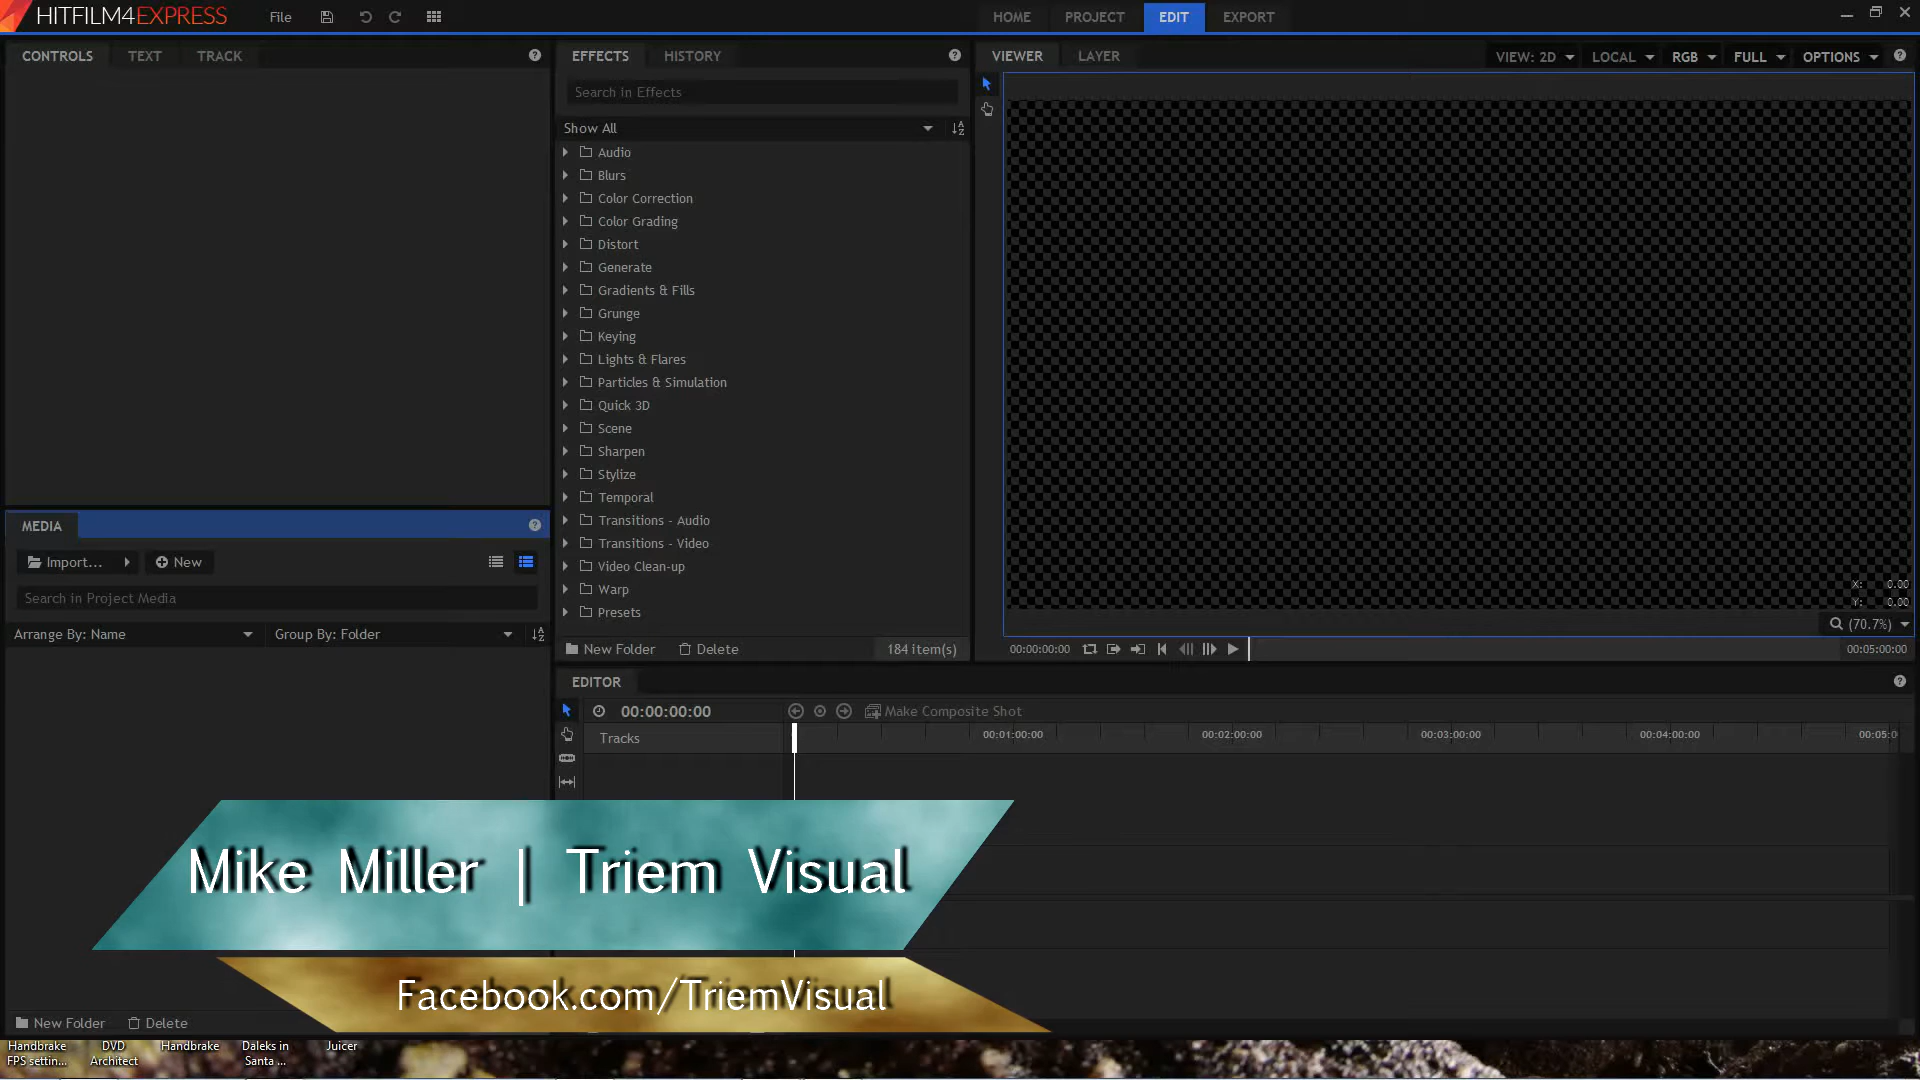 HITFILM4EXPRESS
File
HOME
PROJECT
EDIT
EXPORT
CONTROLS
TEXT
TRACK
EFFECTS
HISTORY
VIEWER
LAYER
VIEW: 2D
LOCAL
RGB
FULL
OPTIONS
Search In Effects
Show All
Audio
Blurs
Color Correction
Color Grading
Distort
Generate
Gradients & Fills
Grunge
Keying
Lights & Flares
Particles & Simulation
Quick 3D
Scene
Sharpen
Stylize
Temporal
Transitions - Audio
Transitions - Video
Video Clean-up
Warp
Presets
New Folder
Delete
184 item(s)
X: 0.00
Y: 0.00
(70.7%)
00:00:00:00
00:05:00:00
MEDIA
Import...
New
Search in Project Media
Arrange By: Name
Group By: Folder
EDITOR
00:00:00:00
Make Composite Shot
Tracks
00:01:00:00
00:02:00:00
00:03:00:00
00:04:00:00
00:05:0
Mike Miller | Triem Visual
Facebook.com/TriemVisual
New Folder
Delete
Handbrake
FPS settin...
DVD
Architect
Handbrake
Daleks in
Santa ...
Juicer